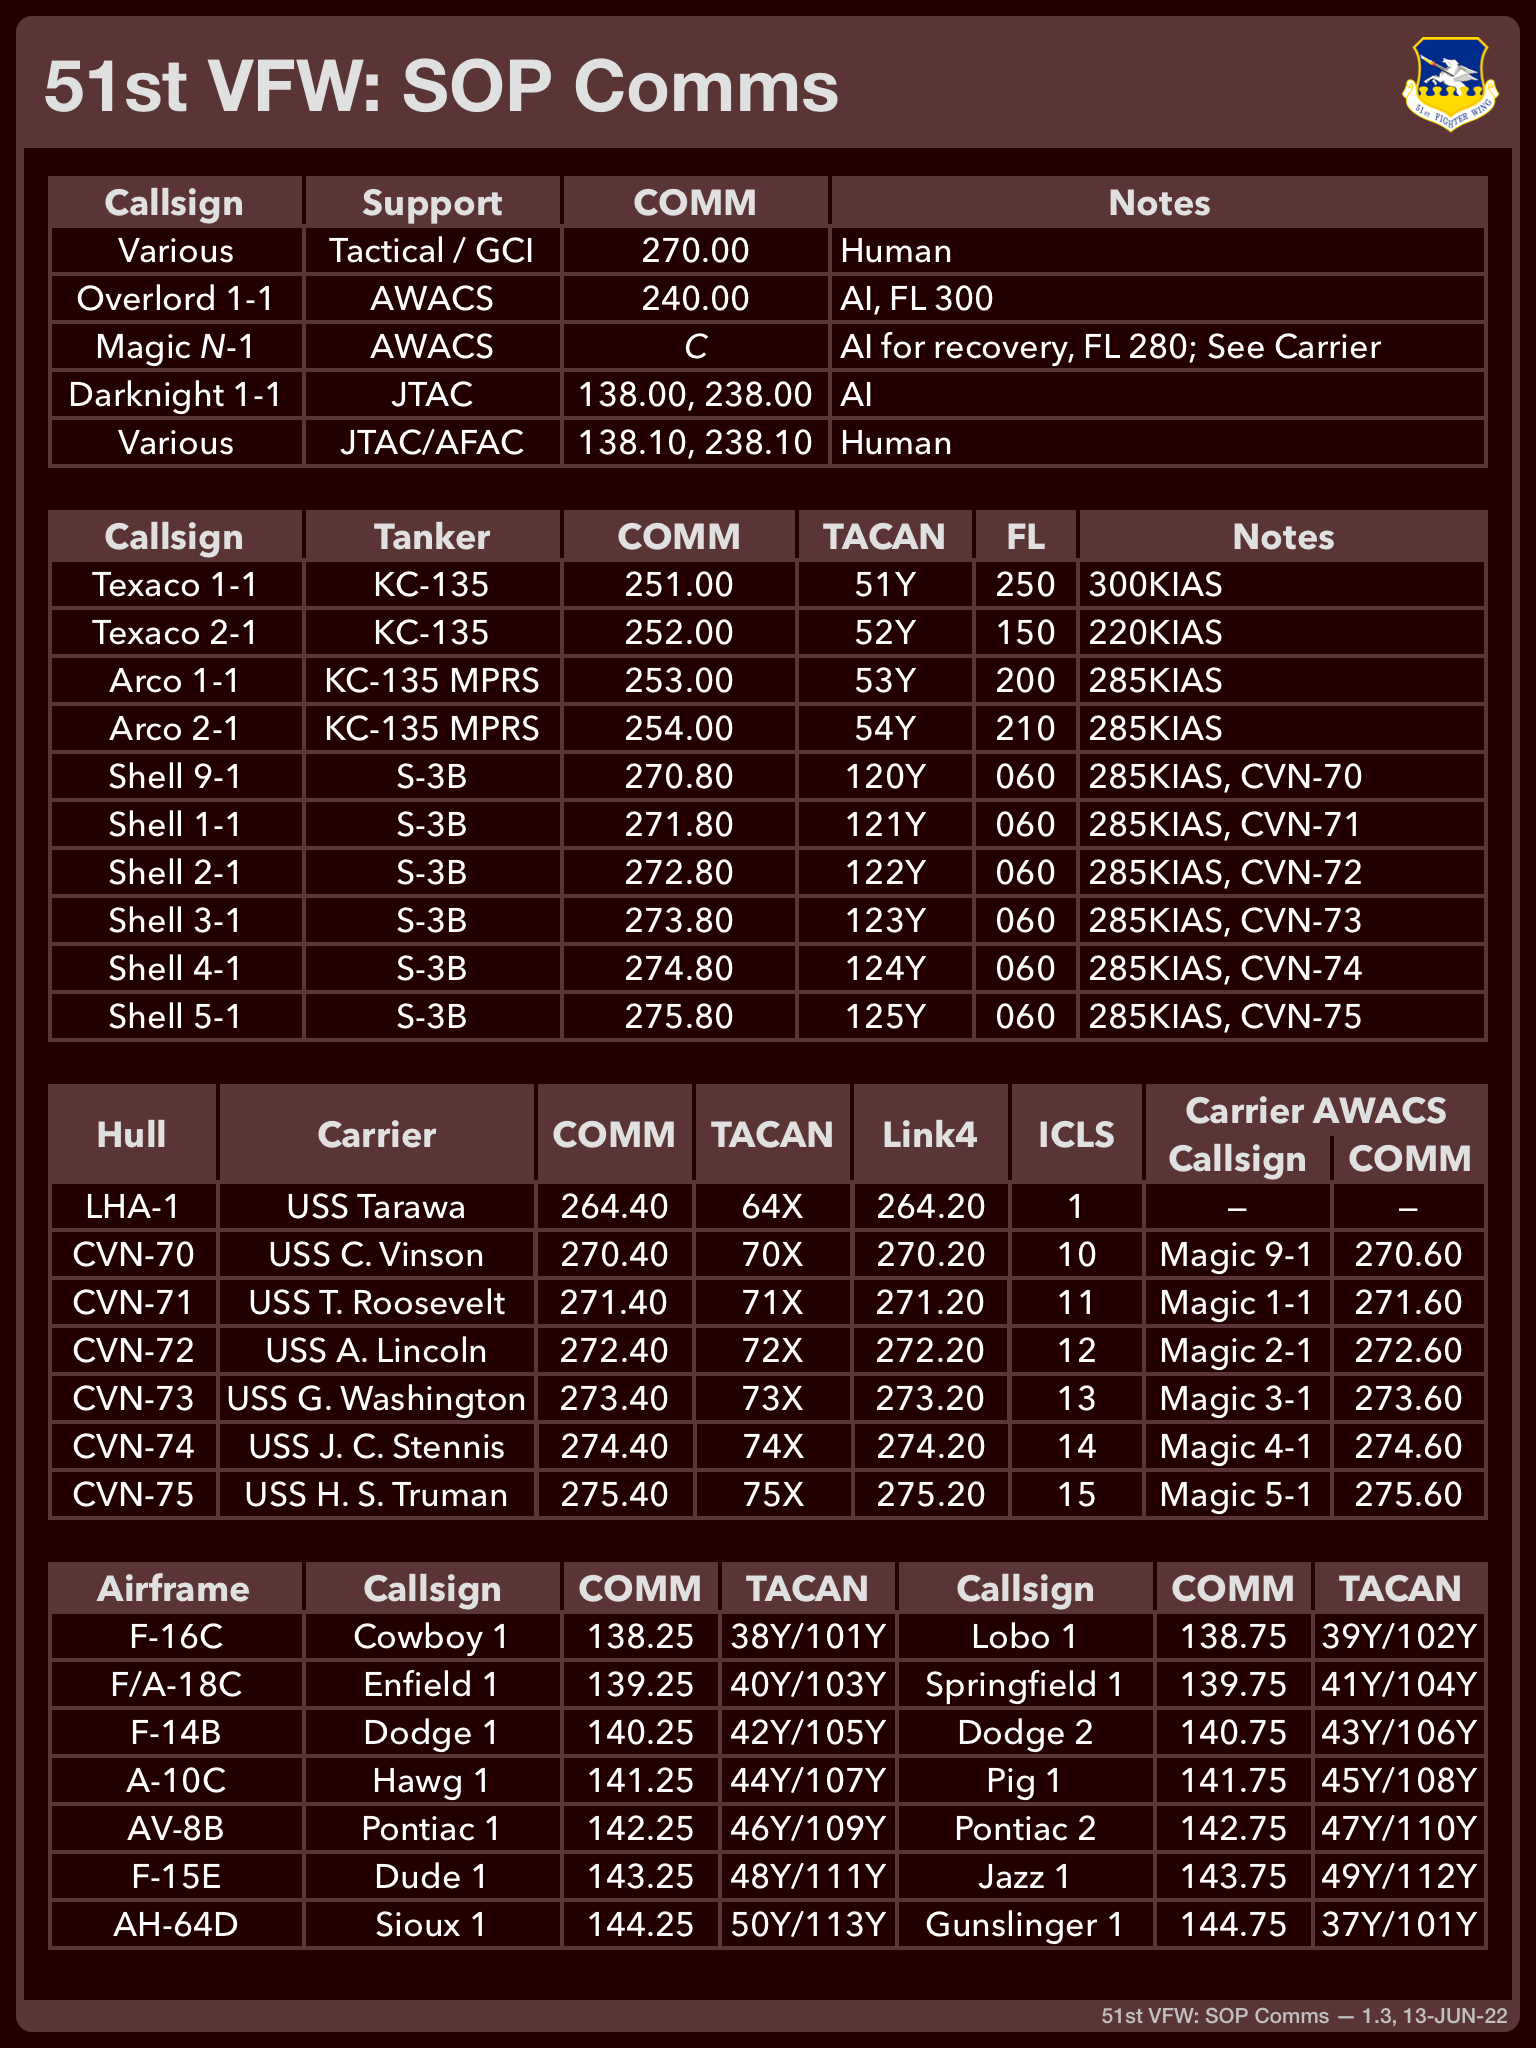 51st VFW: SOP Comms
51st FIGHTER WING
Callsign Support COMM Notes
Various Tactical / GCI 270.00 Human
Overlord 1-1 AWACS 240.00 AI, FL 300
Magic N-1 AWACS C AI for recovery, FL 280; See Carrier
Darknight 1-1 JTAC 138.00, 238.00 AI
Various JTAC/AFAC 138.10, 238.10 Human
Callsign Tanker COMM TACAN FL Notes
Texaco 1-1 KC-135 251.00 51Y 250 300KIAS
Texaco 2-1 KC-135 252.00 52Y 150 220KIAS
Arco 1-1 KC-135 MPRS 253.00 53Y 200 285KIAS
Arco 2-1 KC-135 MPRS 254.00 54Y 210 285KIAS
Shell 9-1 S-3B 270.80 120Y 060 285KIAS, CVN-70
Shell 1-1 S-3B 271.80 121Y 060 285KIAS, CVN-71
Shell 2-1 S-3B 272.80 122Y 060 285KIAS, CVN-72
Shell 3-1 S-3B 273.80 123Y 060 285KIAS, CVN-73
Shell 4-1 S-3B 274.80 124Y 060 285KIAS, CVN-74
Shell 5-1 S-3B 275.80 125Y 060 285KIAS, CVN-75
Hull Carrier COMM TACAN Link4 ICLS Carrier AWACS
Callsign COMM
LHA-1 USS Tarawa 264.40 64X 264.20 1 – –
CVN-70 USS C. Vinson 270.40 70X 270.20 10 Magic 9-1 270.60
CVN-71 USS T. Roosevelt 271.40 71X 271.20 11 Magic 1-1 271.60
CVN-72 USS A. Lincoln 272.40 72X 272.20 12 Magic 2-1 272.60
CVN-73 USS G. Washington 273.40 73X 273.20 13 Magic 3-1 273.60
CVN-74 USS J. C. Stennis 274.40 74X 274.20 14 Magic 4-1 274.60
CVN-75 USS H. S. Truman 275.40 75X 275.20 15 Magic 5-1 275.60
Airframe Callsign COMM TACAN Callsign COMM TACAN
F-16C Cowboy 1 138.25 38Y/101Y Lobo 1 138.75 39Y/102Y
F/A-18C Enfield 1 139.25 40Y/103Y Springfield 1 139.75 41Y/104Y
F-14B Dodge 1 140.25 42Y/105Y Dodge 2 140.75 43Y/106Y
A-10C Hawg 1 141.25 44Y/107Y Pig 1 141.75 45Y/108Y
AV-8B Pontiac 1 142.25 46Y/109Y Pontiac 2 142.75 47Y/110Y
F-15E Dude 1 143.25 48Y/111Y Jazz 1 143.75 49Y/112Y
AH-64D Sioux 1 144.25 50Y/113Y Gunslinger 1 144.75 37Y/101Y
51st VFW: SOP Comms — 1.3, 13-JUN-22